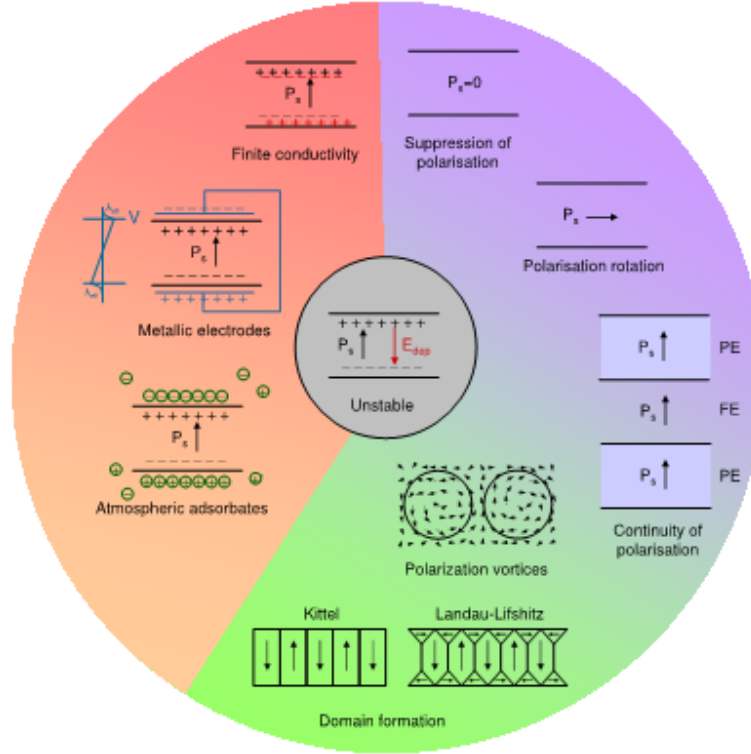 Pₛ
Finite conductivity
Pₛ=0
Suppression of
polarisation
Pₛ
Polarisation rotation
V
Pₛ
Metallic electrodes
Pₛ
E_dep
Unstable
Pₛ
PE
Pₛ
FE
Pₛ
PE
Continuity of
polarisation
Pₛ
Atmospheric adsorbates
Polarization vortices
Kittel
Landau-Lifshitz
Domain formation